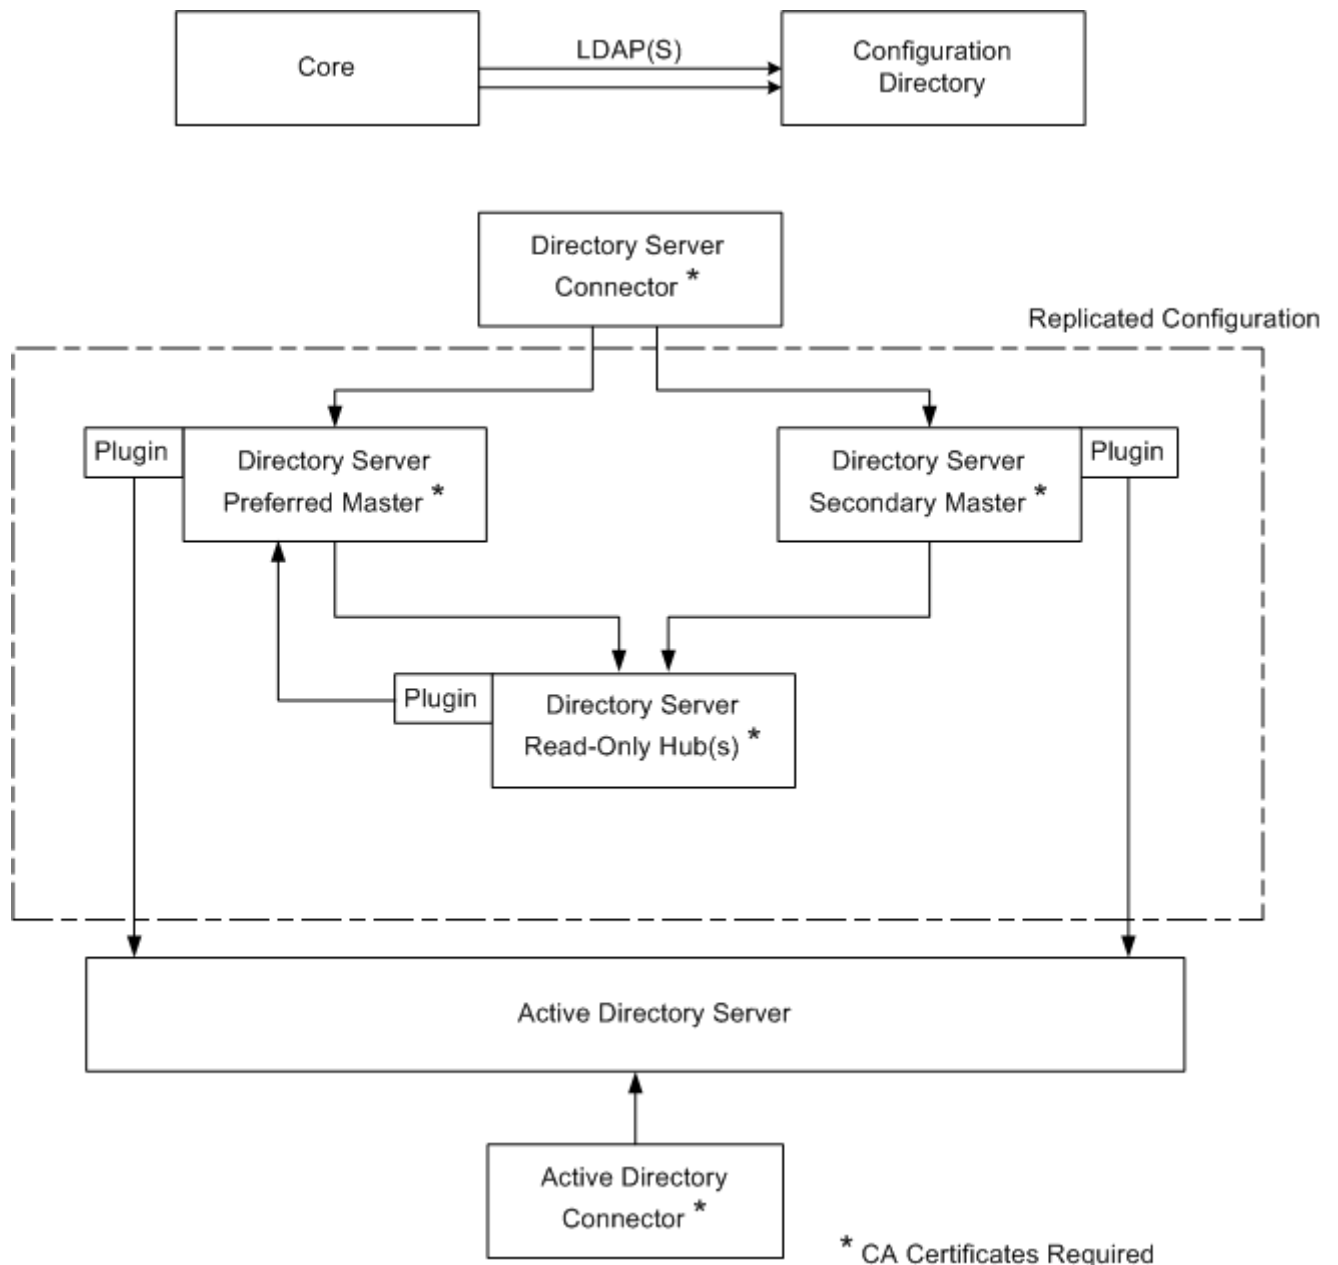 Core
LDAP(S)
Configuration
Directory
Directory Server
Connector *
Replicated Configuration
Plugin
Directory Server
Preferred Master *
Directory Server
Secondary Master *
Plugin
Plugin
Directory Server
Read-Only Hub(s) *
Active Directory Server
Active Directory
Connector *
* CA Certificates Required